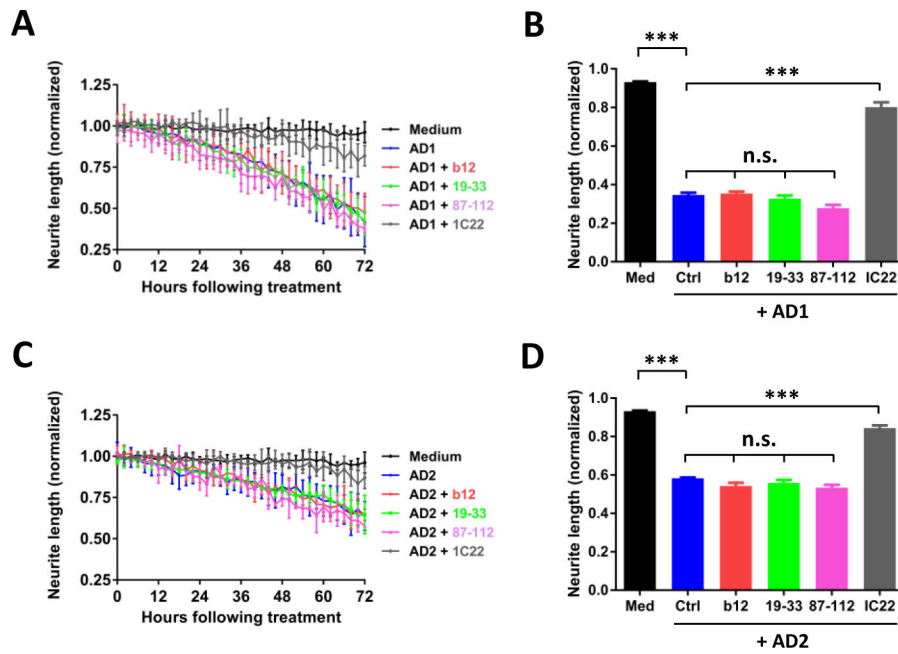 A
Neurite length (normalized)
1.25
1.00
0.75
0.50
0.25
0 12 24 36 48 60 72
Hours following treatment
Medium
AD1
AD1 + b12
AD1 + 19-33
AD1 + 87-112
AD1 + 1C22
B
***
***
n.s.
Neurite length (normalized)
1.0
0.8
0.6
0.4
0.2
0.0
Med Ctrl b12 19-33 87-112 IC22
+ AD1
C
Neurite length (normalized)
1.25
1.00
0.75
0.50
0.25
0 12 24 36 48 60 72
Hours following treatment
Medium
AD2
AD2 + b12
AD2 + 19-33
AD2 + 87-112
AD2 + 1C22
D
***
***
n.s.
Neurite length (normalized)
1.0
0.8
0.6
0.4
0.2
0.0
Med Ctrl b12 19-33 87-112 IC22
+ AD2